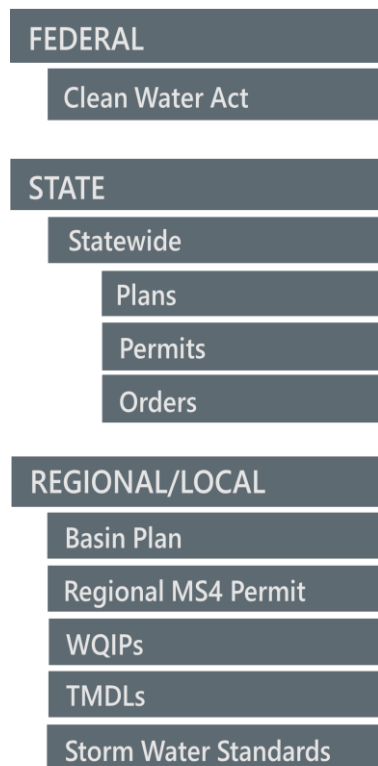 FEDERAL
Clean Water Act
STATE
Statewide
Plans
Permits
Orders
REGIONAL/LOCAL
Basin Plan
Regional MS4 Permit
WQIPs
TMDLs
Storm Water Standards